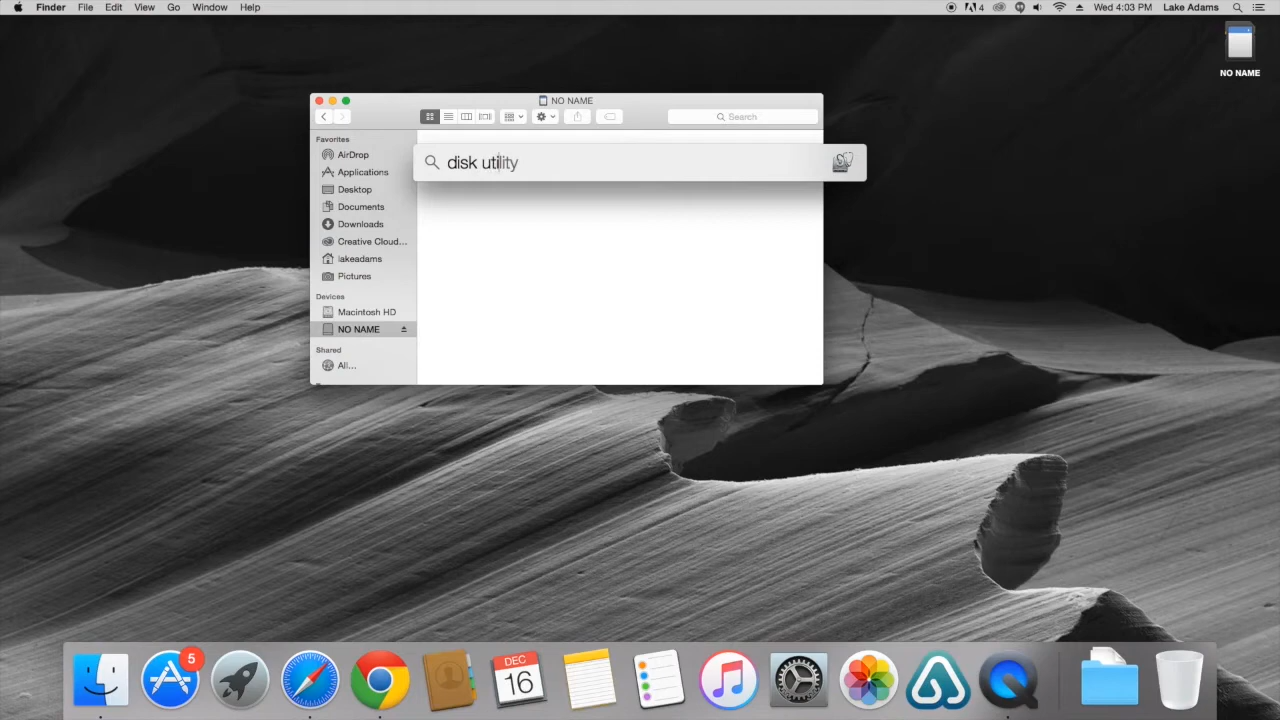 Finder File Edit View Go Window Help 4 Wed 4:03 PM Lake Adams
NO NAME
NO NAME
Search
disk utility
Favorites
AirDrop
Applications
Desktop
Documents
Downloads
Creative Cloud...
lakeadams
Pictures
Devices
Macintosh HD
NO NAME
Shared
All...
5
DEC
16